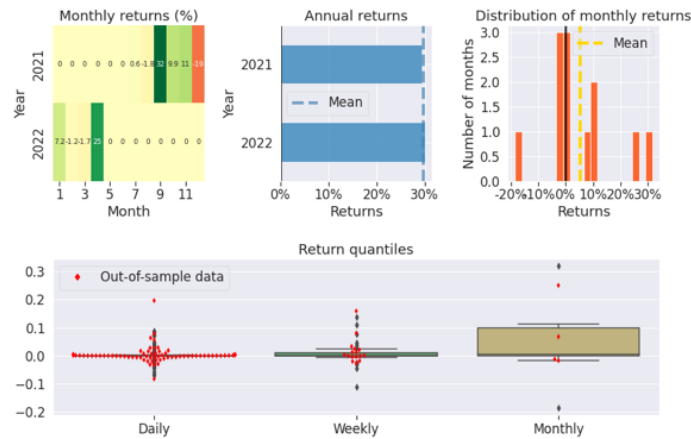 Monthly returns (%)
Annual returns
Distribution of monthly returns
2021
0 0 0 0 0 0 0.6 -1.8 32 9.9 11 -19
2022
7.2 -1.2 -1.7 25 0 0 0 0 0 0 0 0
Year
1 3 5 7 9 11
Month
Year
2021
2022
Mean
0% 10% 20% 30%
Returns
Number of months
3.0
2.5
2.0
1.5
1.0
0.5
0.0
Mean
-20% 10% 0% 10% 20% 30%
Returns
Return quantiles
Out-of-sample data
0.3
0.2
0.1
0.0
−0.1
−0.2
Daily Weekly Monthly